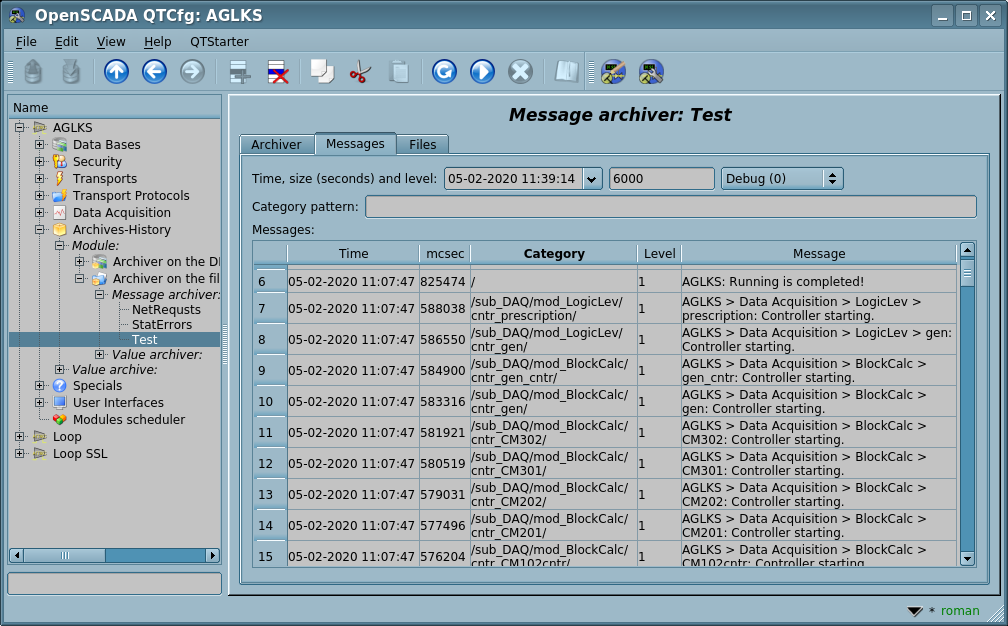 OpenSCADA QTCfg: AGLKS
File Edit View Help QTStarter
Name
AGLKS
Data Bases
Security
Transports
Transport Protocols
Data Acquisition
Archives-History
Module:
Archiver on the DI
Archiver on the fil
Message archiver:
NetRequsts
StatErrors
Test
Value archiver:
Value archive:
Specials
User Interfaces
Modules scheduler
Loop
Loop SSL
Message archiver: Test
Archiver Messages Files
Time, size (seconds) and level: 05-02-2020 11:39:14 6000 Debug (0)
Category pattern:
Messages:
Time mcsec Category Level Message
6 05-02-2020 11:07:47 825474 / 1 AGLKS: Running is completed!
7 05-02-2020 11:07:47 588038 /sub_DAQ/mod_LogicLev/ 1 AGLKS > Data Acquisition > LogicLev >
cntr_prescription/ prescription: Controller starting.
8 05-02-2020 11:07:47 586550 /sub_DAQ/mod_LogicLev/ 1 AGLKS > Data Acquisition > LogicLev > gen:
cntr_gen/ Controller starting.
9 05-02-2020 11:07:47 584900 /sub_DAQ/mod_BlockCalc/ 1 AGLKS > Data Acquisition > BlockCalc >
cntr_gen_cntr/ gen_cntr: Controller starting.
10 05-02-2020 11:07:47 583316 /sub_DAQ/mod_BlockCalc/ 1 AGLKS > Data Acquisition > BlockCalc >
cntr_gen/ gen: Controller starting.
11 05-02-2020 11:07:47 581921 /sub_DAQ/mod_BlockCalc/ 1 AGLKS > Data Acquisition > BlockCalc >
cntr_CM302/ CM302: Controller starting.
12 05-02-2020 11:07:47 580519 /sub_DAQ/mod_BlockCalc/ 1 AGLKS > Data Acquisition > BlockCalc >
cntr_CM301/ CM301: Controller starting.
13 05-02-2020 11:07:47 579031 /sub_DAQ/mod_BlockCalc/ 1 AGLKS > Data Acquisition > BlockCalc >
cntr_CM202/ CM202: Controller starting.
14 05-02-2020 11:07:47 577496 /sub_DAQ/mod_BlockCalc/ 1 AGLKS > Data Acquisition > BlockCalc >
cntr_CM201/ CM201: Controller starting.
15 05-02-2020 11:07:47 576204 /sub_DAQ/mod_BlockCalc/ 1 AGLKS > Data Acquisition > BlockCalc >
cntr_CM102cntr/ CM102cntr: Controller starting.
* roman